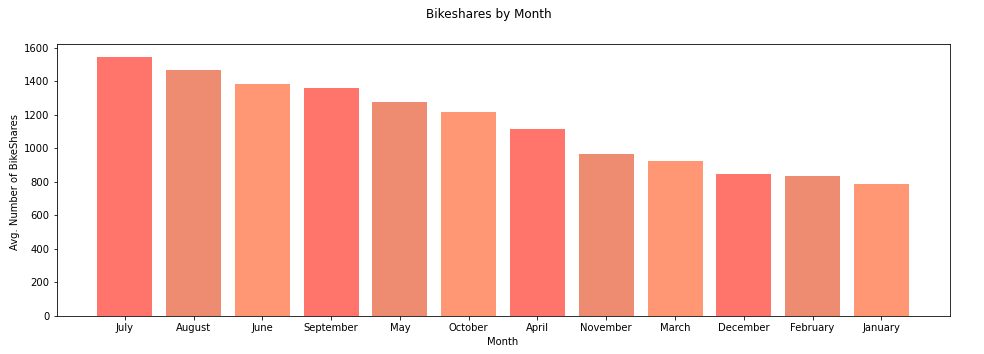 Bikeshares by Month
Avg. Number of BikeShares
1600
1400
1200
1000
800
600
400
200
0
July August June September May October April November March December February January
Month